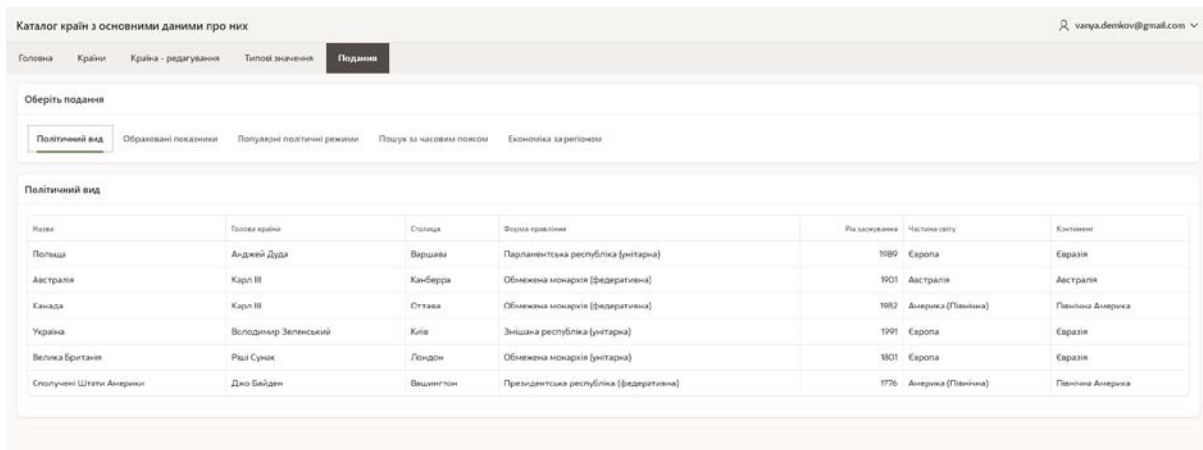 Каталог країн з основними даними про них vanya.demkov@gmail.com
Головна Країни Країна - редагування Типові значення Подання
Оберіть подання
Політичний вид Обраховані показники Популярні політичні режими Пошук за часовим поясом Економіка за регіоном
Політичний вид
Назва Голова країни Столиця Форма правління Рік заснування Частина світу Континент
Польща Анджей Дуда Варшава Парламентська республіка (унітарна) 1989 Європа Євразія
Австралія Карл III Канберра Обмежена монархія (федеративна) 1901 Австралія Австралія
Канада Карл III Оттава Обмежена монархія (федеративна) 1982 Америка (Північна) Північна Америка
Україна Володимир Зеленський Київ Змішана республіка (унітарна) 1991 Європа Євразія
Велика Британія Ріші Сунак Лондон Обмежена монархія (унітарна) 1801 Європа Євразія
Сполучені Штати Америки Джо Байден Вашингтон Президентська республіка (федеративна) 1776 Америка (Північна) Північна Америка